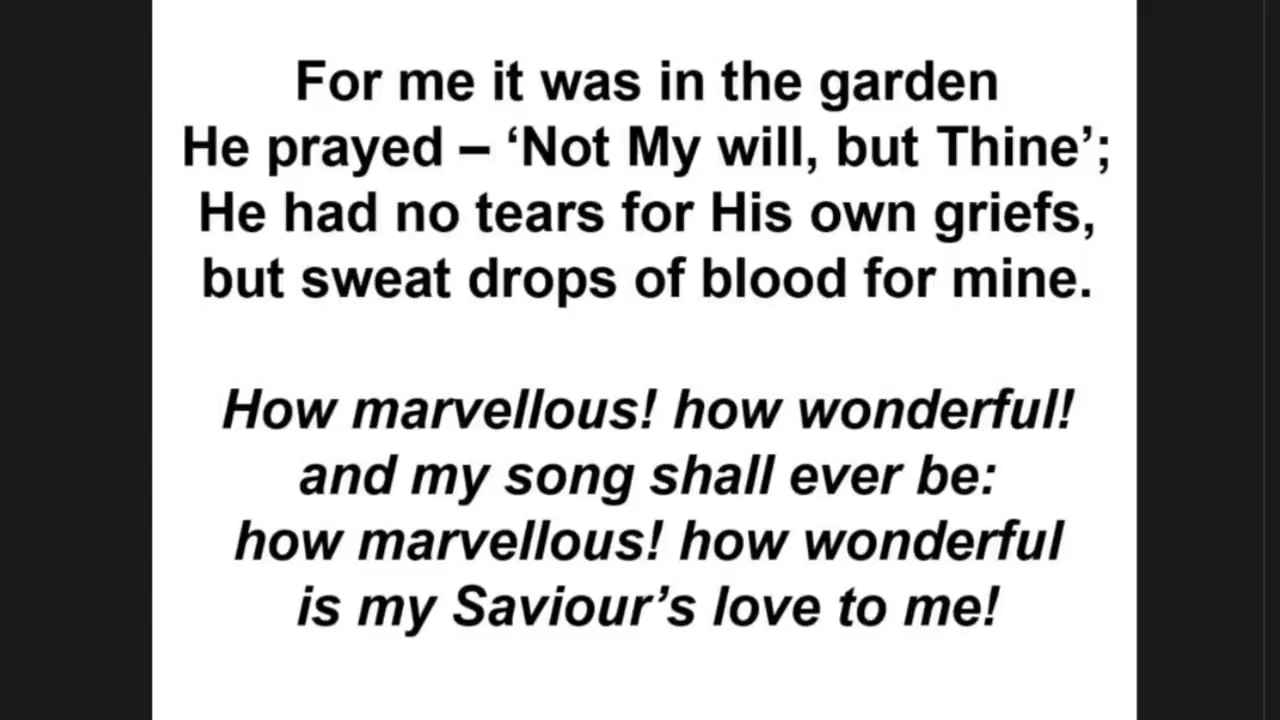 For me it was in the garden
He prayed – ‘Not My will, but Thine’;
He had no tears for His own griefs,
but sweat drops of blood for mine.
How marvellous! how wonderful!
and my song shall ever be:
how marvellous! how wonderful
is my Saviour’s love to me!